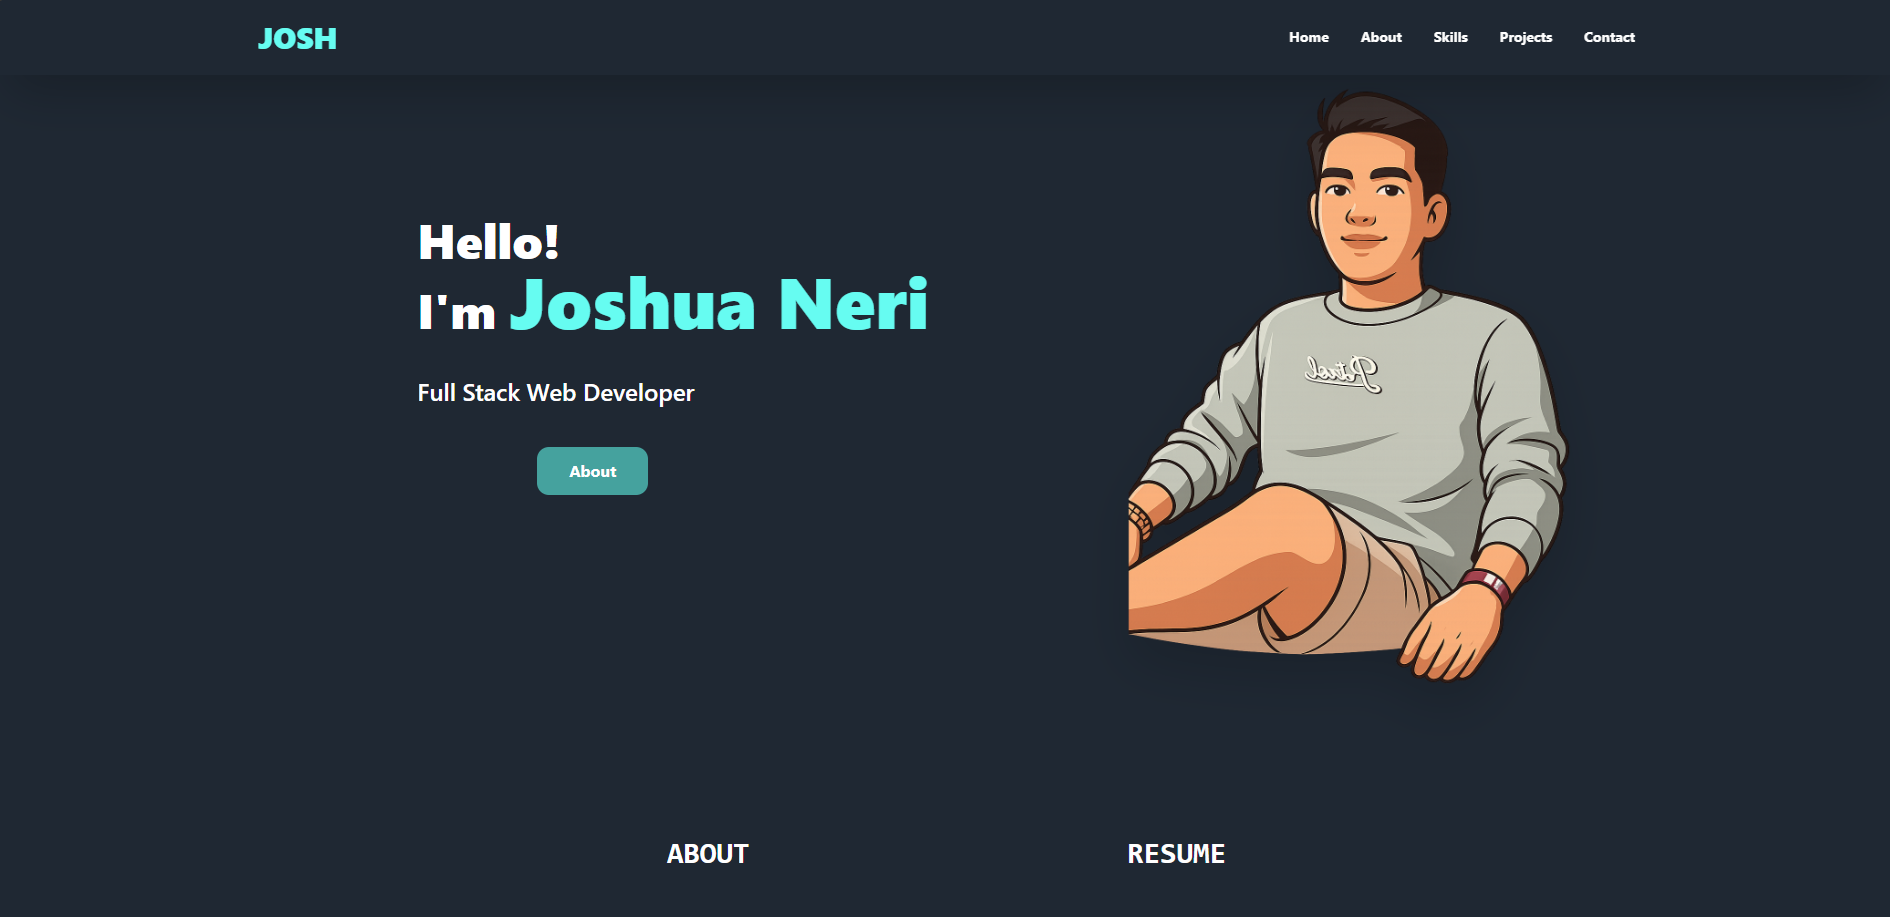 JOSH
Home About Skills Projects Contact
Hello!
I'm Joshua Neri
Full Stack Web Developer
About
ABOUT RESUME